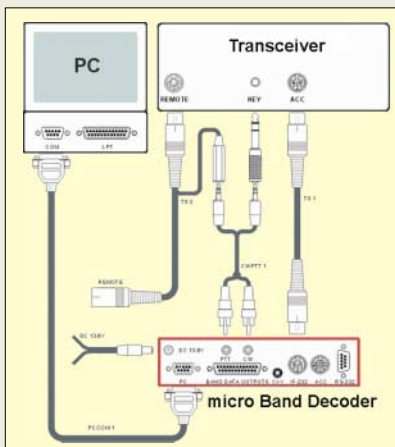 PC
Transceiver
REMOTE
KEY
ACC
COM
LPT
TX 2
TX 1
CW/PTT 1
REMOTE
DC 13.8V
DC 13.8V
PTT
CW
PC
BAND DATA OUTPUTS
IF-232
ACC
RS-232
micro Band Decoder
PC COM 1